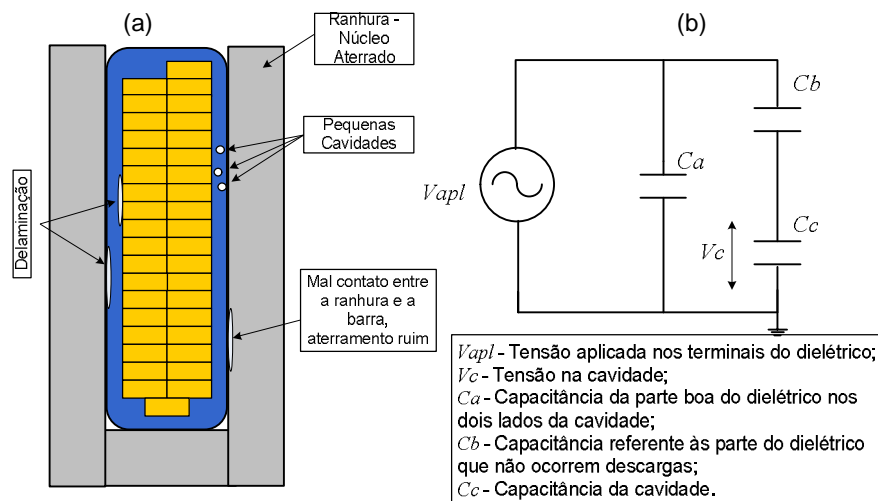 (a)
Ranhura -
Núcleo
Aterrado
Pequenas
Cavidades
Delaminação
Mal contato entre
a ranhura e a
barra,
aterramento ruim
(b)
Cb
Ca
Vapl
Cc
Vc
Vapl - Tensão aplicada nos terminais do dielétrico;
Vc - Tensão na cavidade;
Ca - Capacitância da parte boa do dielétrico nos
dois lados da cavidade;
Cb - Capacitância referente às parte do dielétrico
que não ocorrem descargas;
Cc - Capacitância da cavidade.